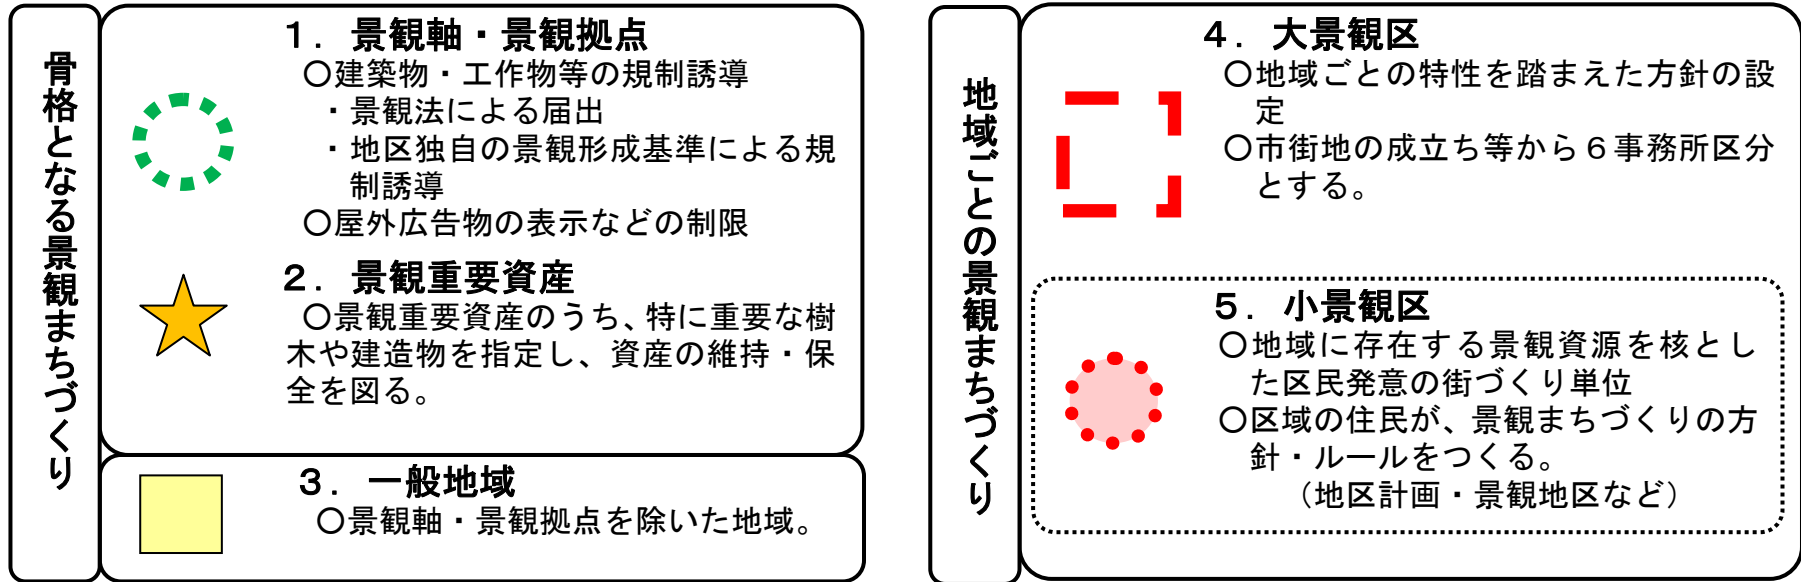 骨格となる景観まちづくり
１．景観軸・景観拠点
○建築物・工作物等の規制誘導
・景観法による届出
・地区独自の景観形成基準による規
制誘導
○屋外広告物の表示などの制限
２．景観重要資産
○景観重要資産のうち、特に重要な樹
木や建造物を指定し、資産の維持・保
全を図る。
３．一般地域
○景観軸・景観拠点を除いた地域。
地域ごとの景観まちづくり
４．大景観区
○地域ごとの特性を踏まえた方針の設
定
○市街地の成立ち等から６事務所区分
とする。
５．小景観区
○地域に存在する景観資源を核とし
た区民発意の街づくり単位
○区域の住民が、景観まちづくりの方
針・ルールをつくる。
（地区計画・景観地区など）